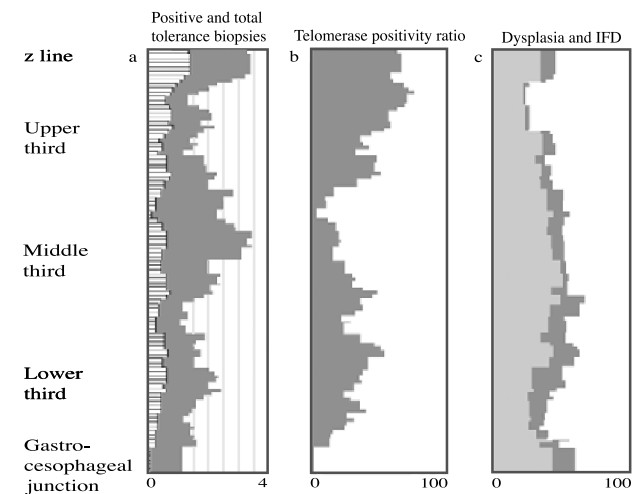 Positive and total
tolerance biopsies
Telomerase positivity ratio
Dysplasia and IFD
z line
a
b
c
Upper
third
Middle
third
Lower
third
Gastro-
cesophageal
junction
0 4
0 100
0 100